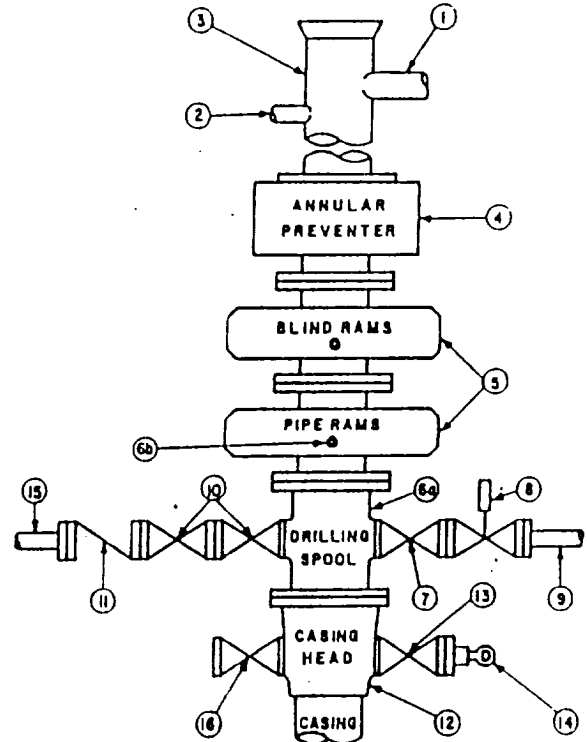 1
3
2
ANNULAR
PREVENTER
4
BLIND RAMS
5
PIPE RAMS
6b
6a
8
15
10
DRILLING
SPOOL
11
7
9
13
CASING
HEAD
D
16
12
14
CASING